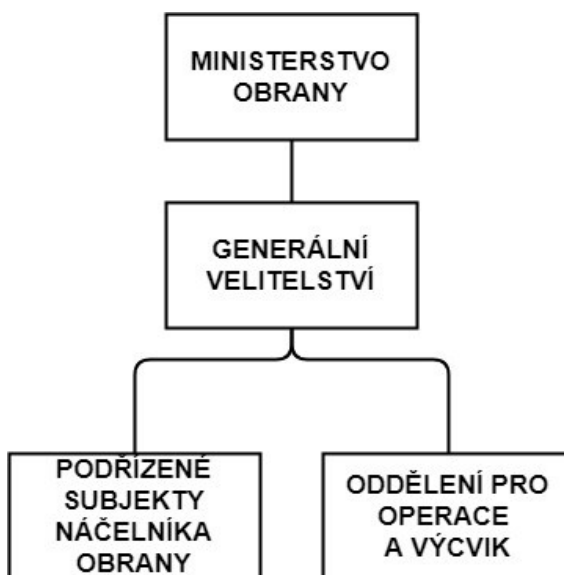 MINISTERSTVO
OBRANY
GENERÁLNÍ
VELITELSTVÍ
PODŘÍZENÉ
SUBJEKTY
NÁČELNÍKA
OBRANY
ODDĚLENÍ PRO
OPERACE
A VÝCVIK